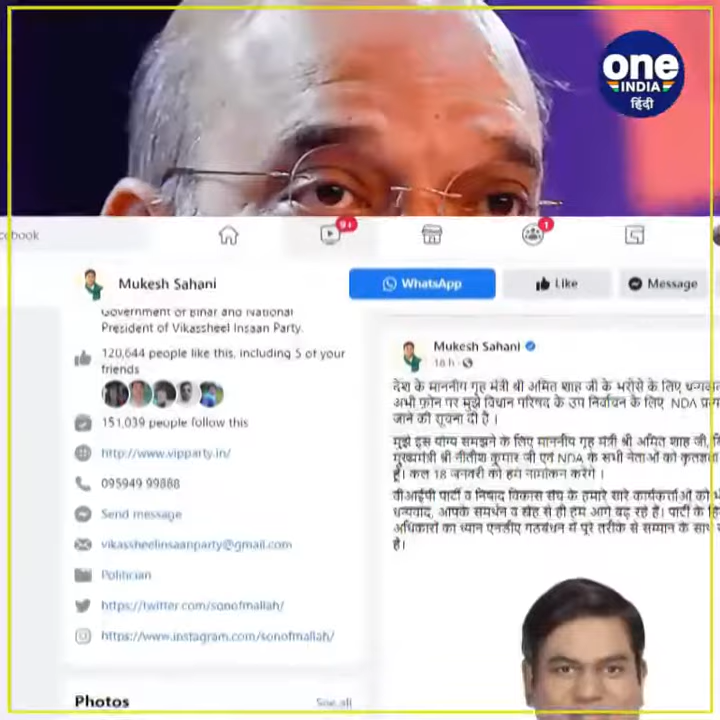 one
INDIA
हिंदी
cebook
9+
1
Mukesh Sahani
WhatsApp
Like
Message
Government of Bihar and National
President of Vikassheel Insaan Party.
120,644 people like this, including 5 of your
friends
151,039 people follow this
http://www.vipparty.in/
095949 99888
Send message
vikassheelinsaanparty@gmail.com
Politician
https://twitter.com/sonofmallah/
https://www.instagram.com/sonofmallah/
Photos
See all
Mukesh Sahani
18 h
देश के माननीय गृह मंत्री श्री अमित शाह जी के भरोसे के लिए
अभी फ़ोन पर मुझे विधान परिषद के उप निर्वाचन के लिए NDA
जाने की सूचना दी है ।
मुझे इस योग्य समझने के लिए माननीय गृह मंत्री श्री अमित शाह जी,
मुख्यमंत्री श्री नीतीश कुमार जी एवं NDA के सभी नेताओं को
हूँ। कल 18 जनवरी को हम नामांकन करेंगे ।
वीआईपी पार्टी व निषाद विकास संघ के हमारे सारे कार्यकर्त्ताओं को
धन्यवाद, आपके समर्थन व स्नेह से ही हम आगे बढ़ रहे हैं। पार्टी के
अधिकारों का ध्यान एनडीए गठबंधन में पूरे तरीके से सम्मान के साथ
है।